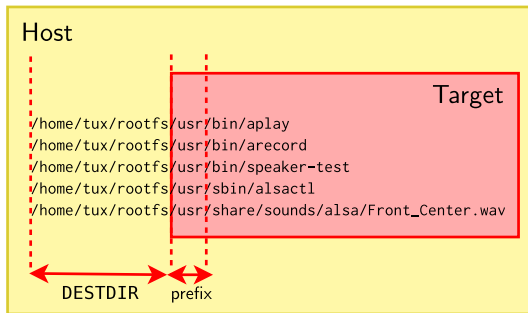 Host
Target
/home/tux/rootfs/usr/bin/aplay
/home/tux/rootfs/usr/bin/arecord
/home/tux/rootfs/usr/bin/speaker-test
/home/tux/rootfs/usr/sbin/alsactl
/home/tux/rootfs/usr/share/sounds/alsa/Front_Center.wav
DESTDIR prefix